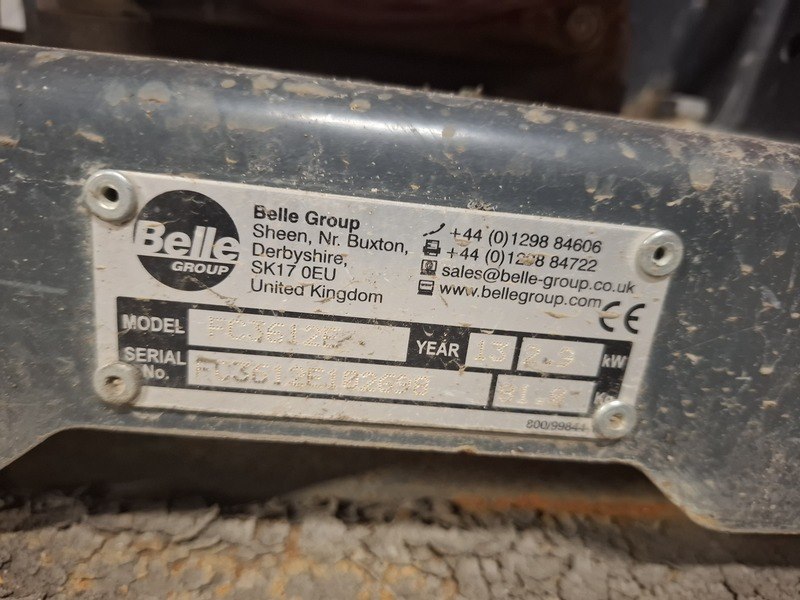 Belle
GROUP
Belle Group
Sheen, Nr. Buxton,
Derbyshire,
SK17 0EU
United Kingdom
+44 (0)1298 84606
+44 (0)1298 84722
sales@belle-group.co.uk
www.bellegroup.com
CE
MODEL FC3612E
YEAR 13 2.9 kW
SERIAL No.
Kg
800/99844